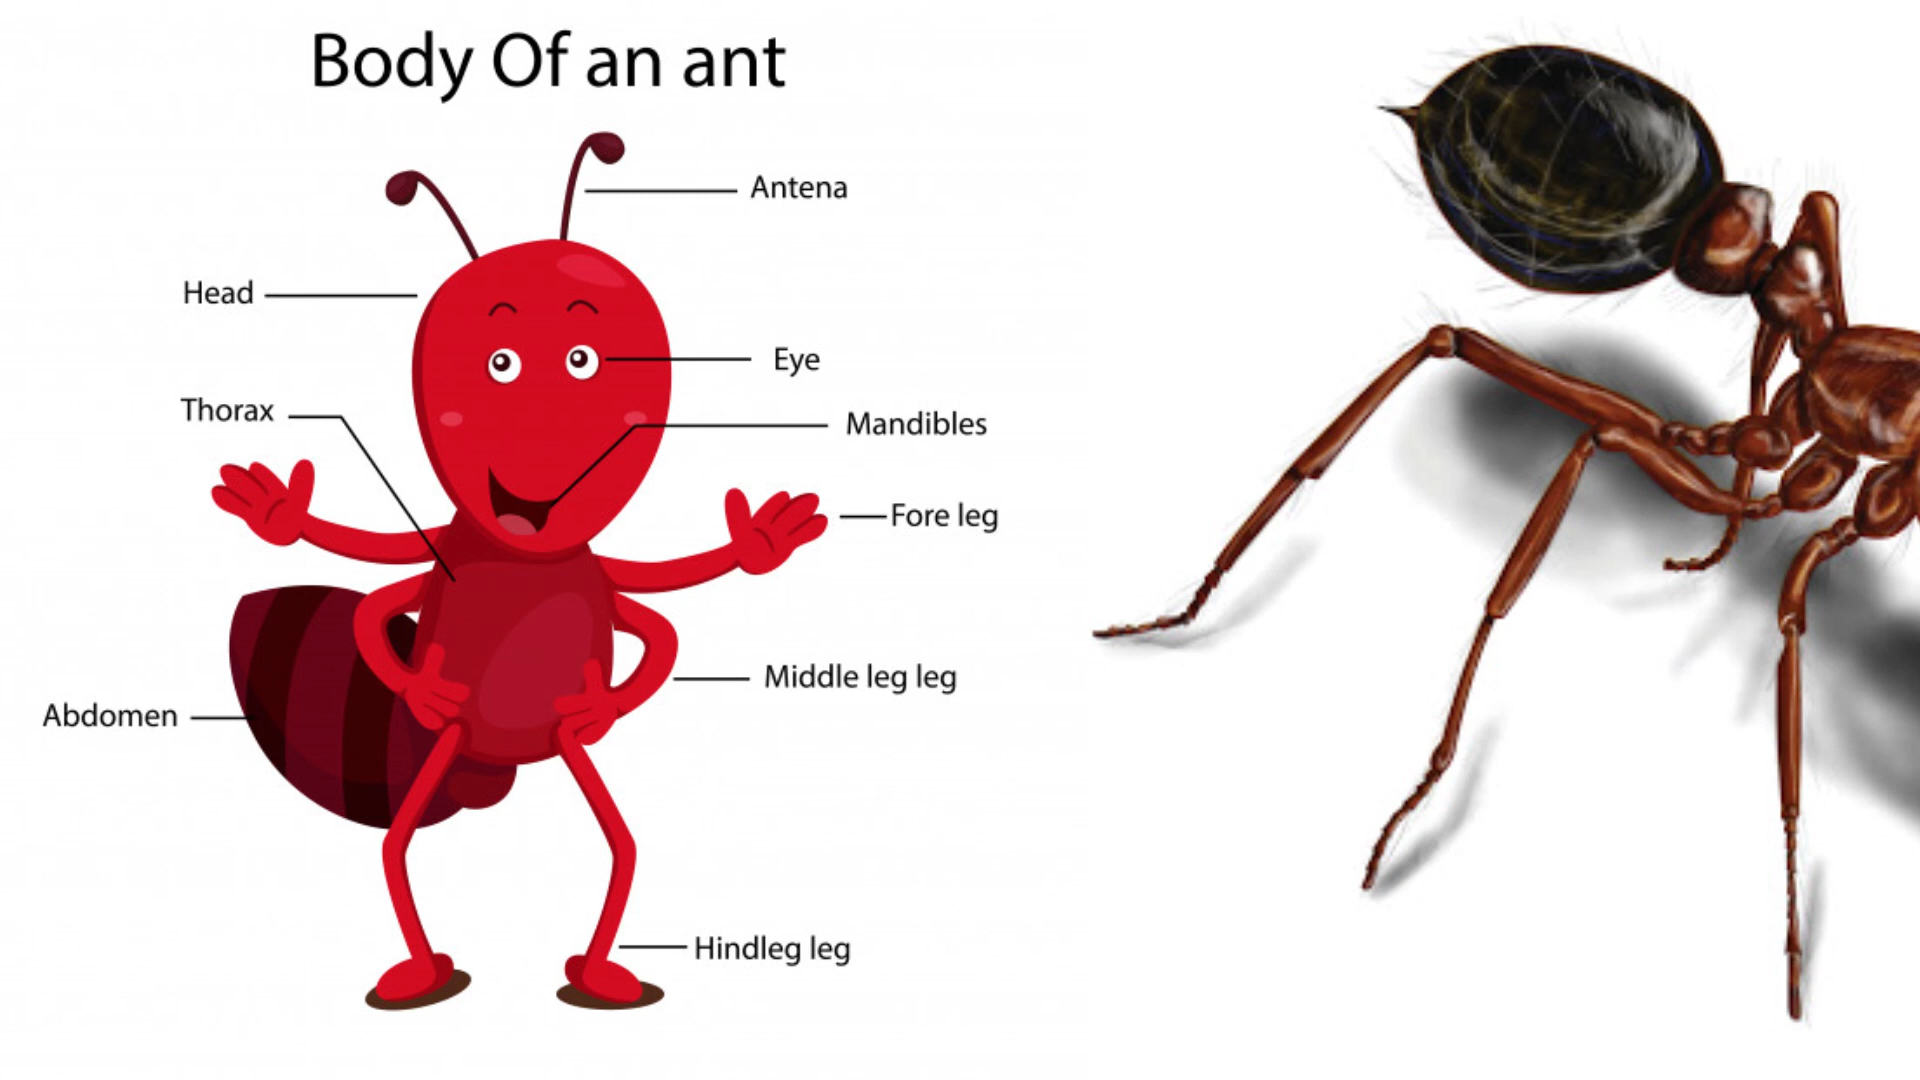 Body Of an ant
Antena
Head
Eye
Thorax
Mandibles
Fore leg
Middle leg leg
Abdomen
Hindleg leg